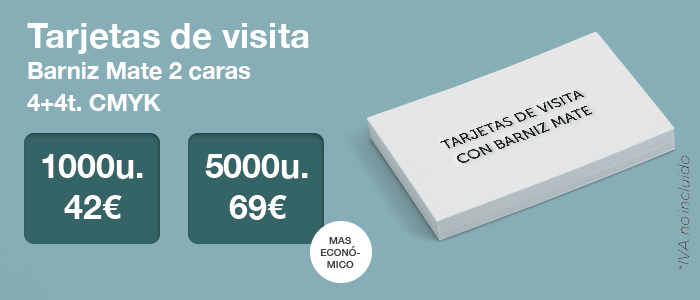 Tarjetas de visita
Barniz Mate 2 caras
4+4t. CMYK
1000u.
42€
5000u.
69€
MAS
ECONÓ-
MICO
TARJETAS DE VISITA
CON BARNIZ MATE
*IVA no incluido